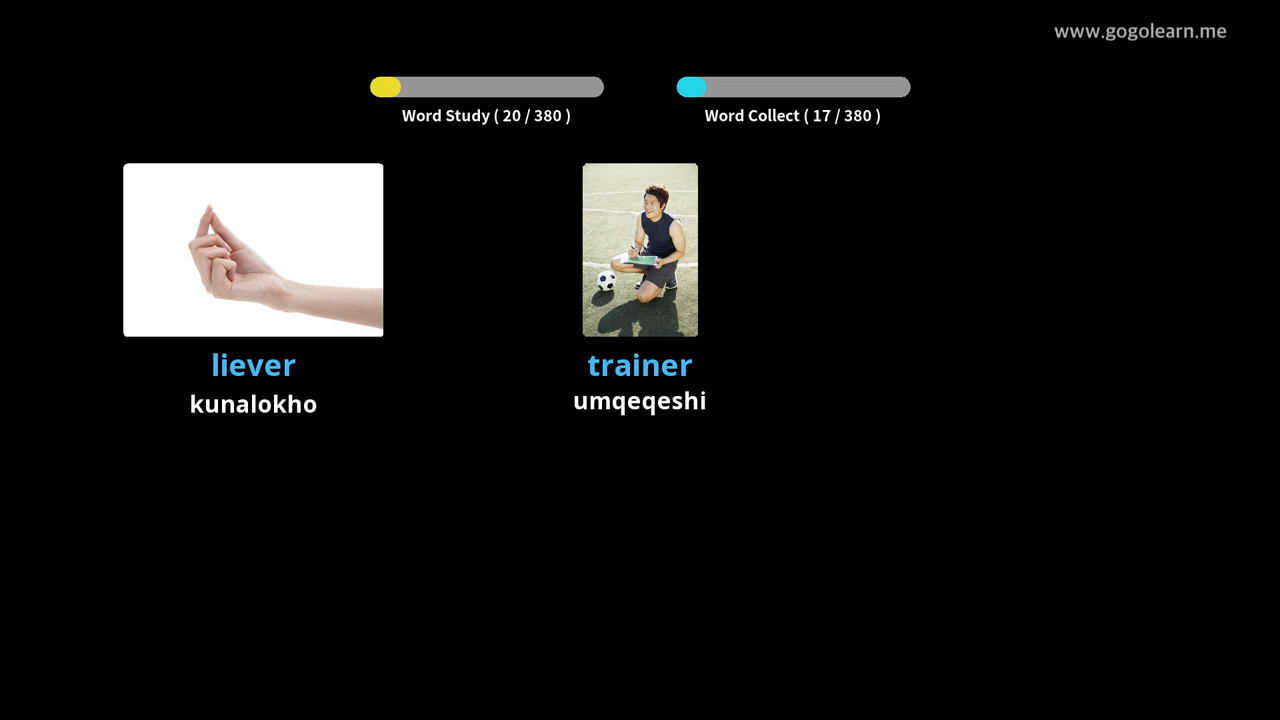 www.gogolearn.me
Word Study ( 20 / 380 )
Word Collect ( 17 / 380 )
liever
kunalokho
trainer
umqeqeshi